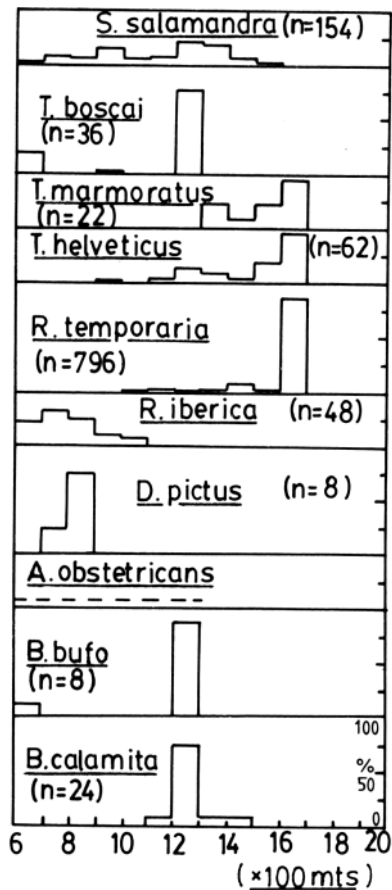 S. salamandra (n=154)
T. boscai
(n=36)
T. marmoratus
(n=22)
T. helveticus (n=62)
R. temporaria
(n=796)
R. iberica (n=48)
D. pictus (n=8)
A. obstetricans
B. bufo
(n=8)
100
B. calamita
%
(n=24)
50
0
6 8 10 12 14 16 18 20
(×100 mts)